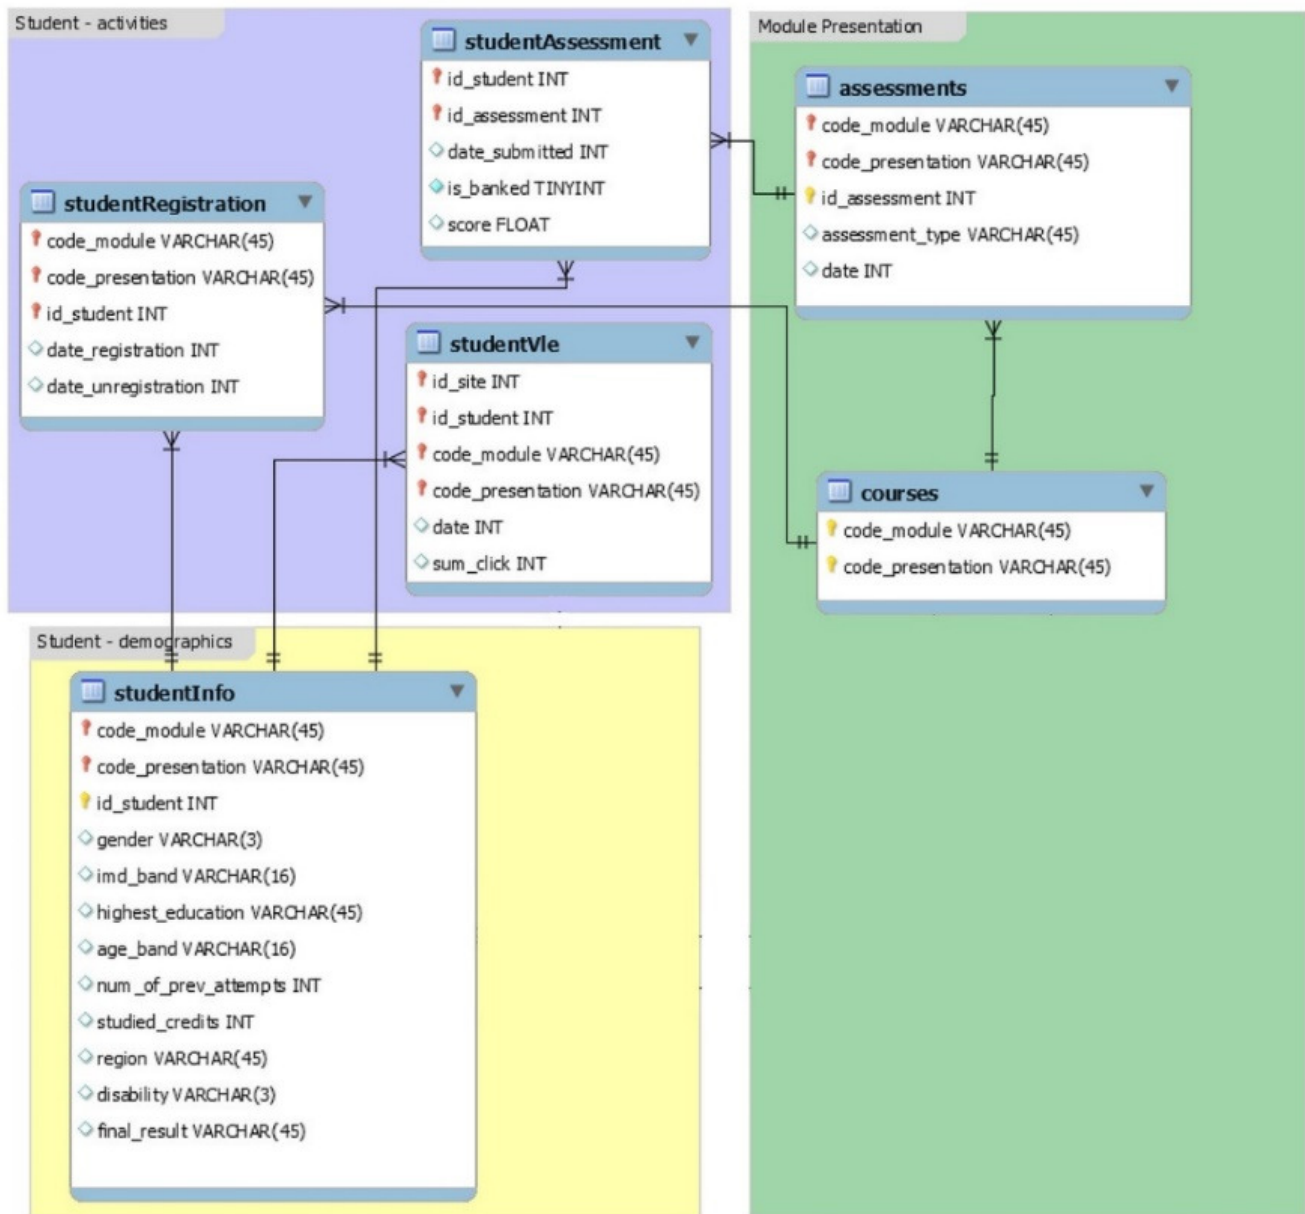 Student - activities
studentAssessment
id_student INT
id_assessment INT
date_submitted INT
is_banked TINYINT
score FLOAT
studentRegistration
code_module VARCHAR(45)
code_presentation VARCHAR(45)
id_student INT
date_registration INT
date_unregistration INT
studentVle
id_site INT
id_student INT
code_module VARCHAR(45)
code_presentation VARCHAR(45)
date INT
sum_click INT
Module Presentation
assessments
code_module VARCHAR(45)
code_presentation VARCHAR(45)
id_assessment INT
assessment_type VARCHAR(45)
date INT
courses
code_module VARCHAR(45)
code_presentation VARCHAR(45)
Student - demographics
studentInfo
code_module VARCHAR(45)
code_presentation VARCHAR(45)
id_student INT
gender VARCHAR(3)
imd_band VARCHAR(16)
highest_education VARCHAR(45)
age_band VARCHAR(16)
num_of_prev_attempts INT
studied_credits INT
region VARCHAR(45)
disability VARCHAR(3)
final_result VARCHAR(45)